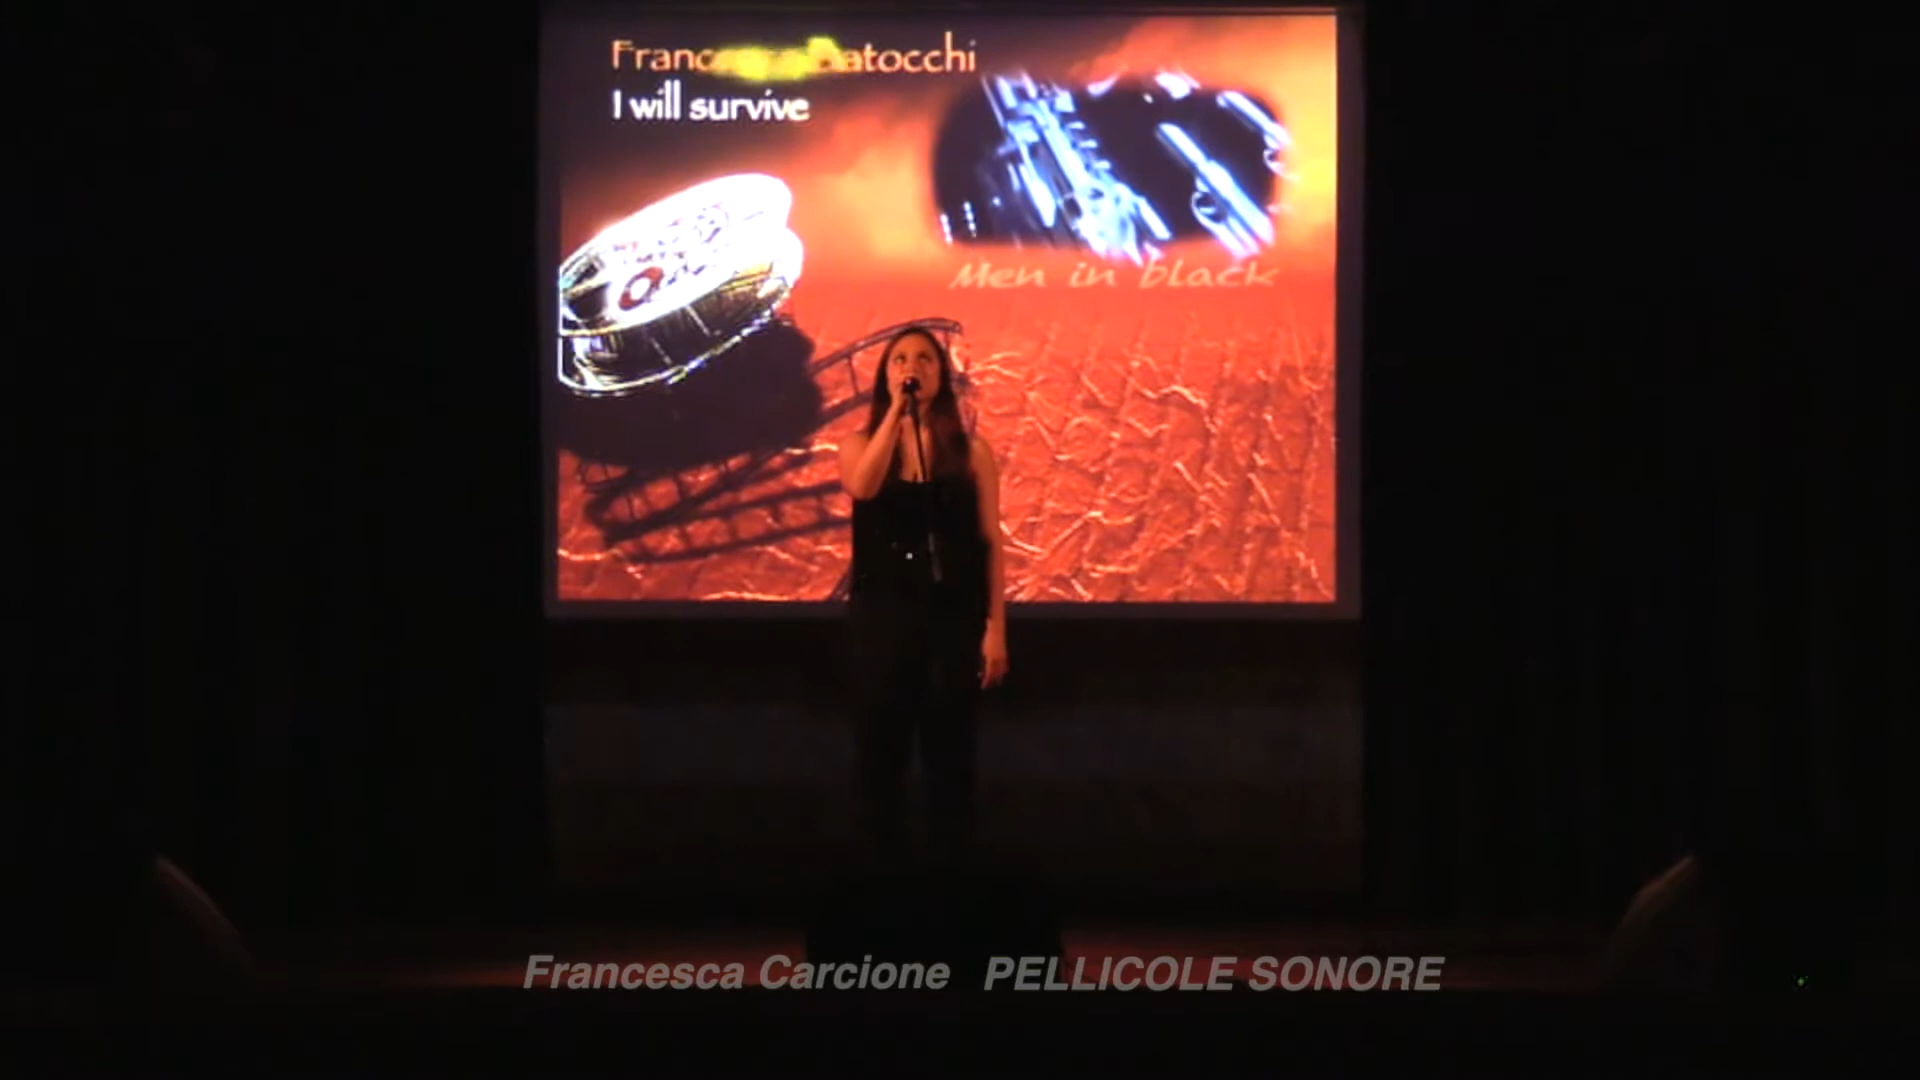 I will survive
Men in black
Francesca Carcione PELLICOLE SONORE